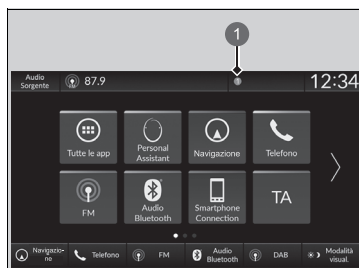 1
Audio
Sorgente
87.9
12:34
Tutte le app
Personal
Assistant
Navigazione
Telefono
FM
Audio
Bluetooth
Smartphone
Connection
TA
Navigazio-
ne
Telefono
FM
Audio
Bluetooth
DAB
Modalità
visual.